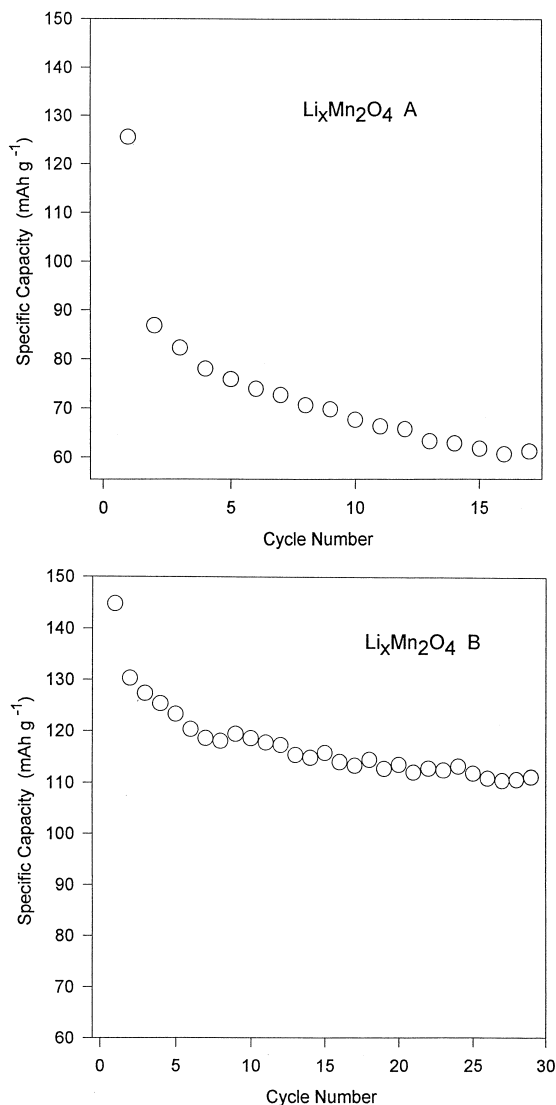 150
140
130
120
110
100
90
80
70
60
Specific Capacity (mAh g⁻¹)
LiₓMn₂O₄ A
0 5 10 15
Cycle Number
150
140
130
120
110
100
90
80
70
60
Specific Capacity (mAh g⁻¹)
LiₓMn₂O₄ B
0 5 10 15 20 25 30
Cycle Number